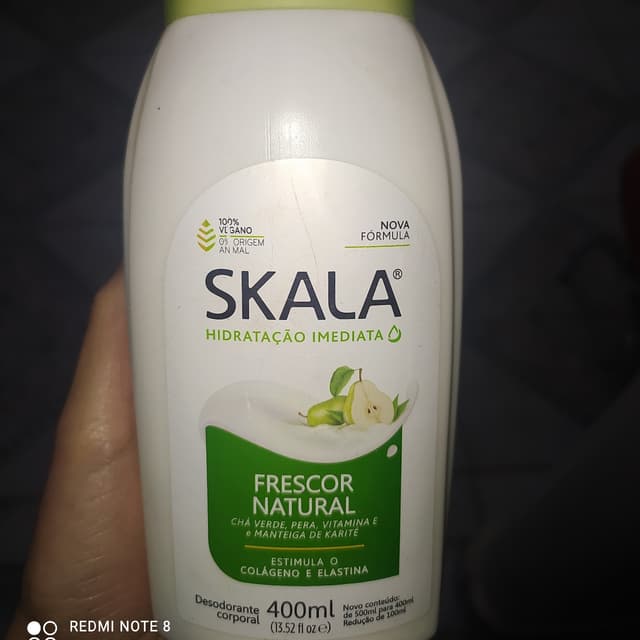 100%
VEGANO
0% ORIGEM
ANIMAL
NOVA
FÓRMULA
SKALA®
HIDRATAÇÃO IMEDIATA
FRESCOR
NATURAL
CHÁ VERDE, PERA, VITAMINA E
e MANTEIGA DE KARITÉ
ESTIMULA O
COLÁGENO E ELASTINA
Desodorante
corporal
400ml
(13.52 fl oz e)
Novo conteúdo:
de 500ml para 400ml
Redução de 100ml
REDMI NOTE 8